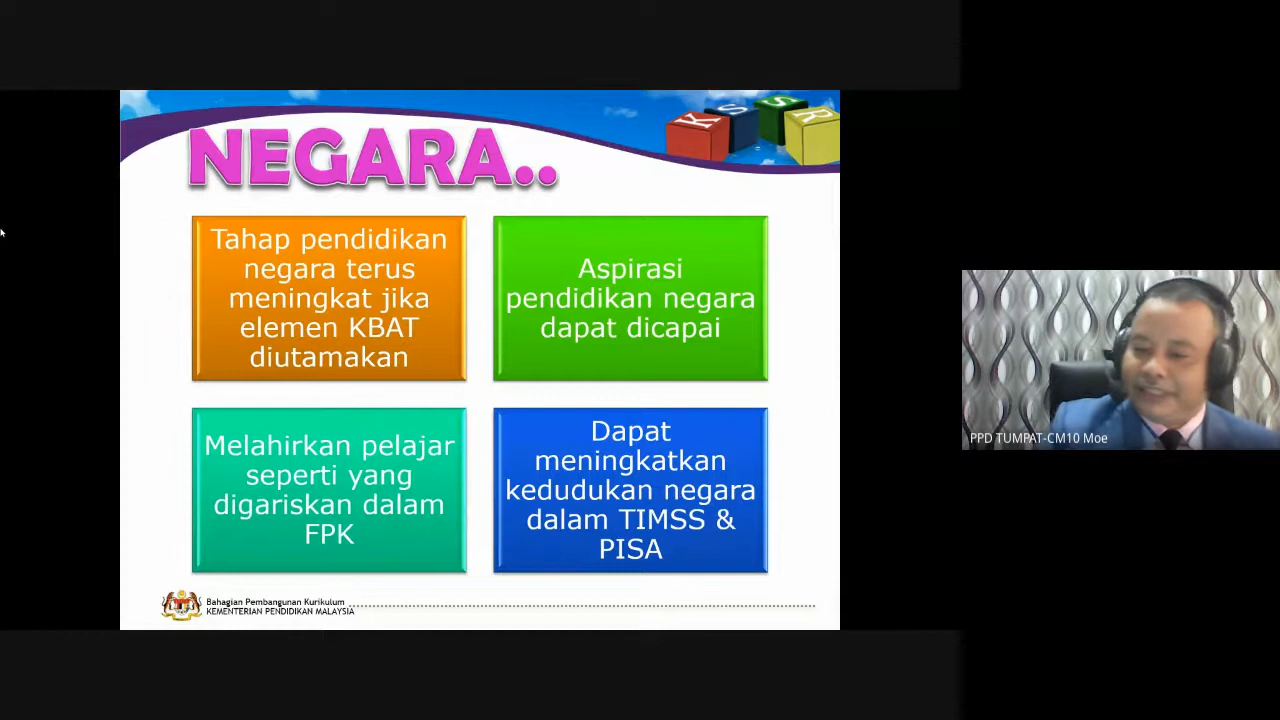 K S S R
NEGARA..
Tahap pendidikan
negara terus
meningkat jika
elemen KBAT
diutamakan
Aspirasi
pendidikan negara
dapat dicapai
Melahirkan pelajar
seperti yang
digariskan dalam
FPK
Dapat
meningkatkan
kedudukan negara
dalam TIMSS &
PISA
Bahagian Pembangunan Kurikulum
KEMENTERIAN PENDIDIKAN MALAYSIA
PPD TUMPAT-CM10 Moe